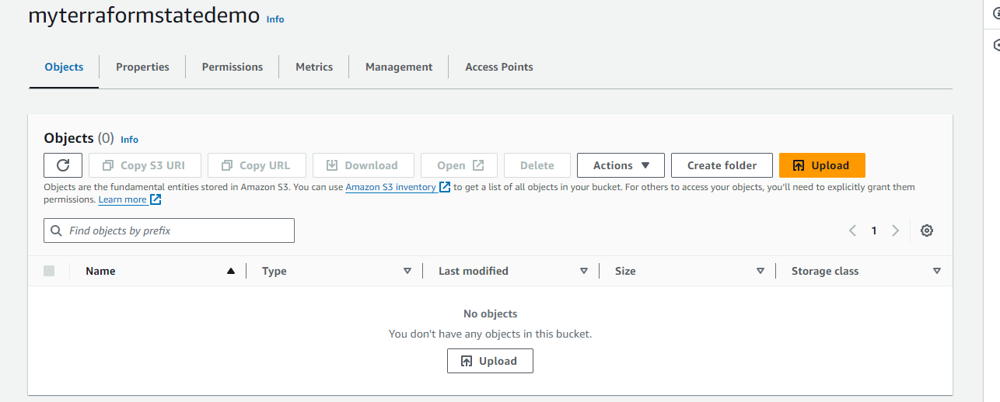 myterraformstatedemo Info
Objects Properties Permissions Metrics Management Access Points
Objects (0) Info
Copy S3 URI Copy URL Download Open Delete Actions Create folder Upload
Objects are the fundamental entities stored in Amazon S3. You can use Amazon S3 inventory to get a list of all objects in your bucket. For others to access your objects, you'll need to explicitly grant them
permissions. Learn more
Find objects by prefix 1
Name Type Last modified Size Storage class
No objects
You don't have any objects in this bucket.
Upload